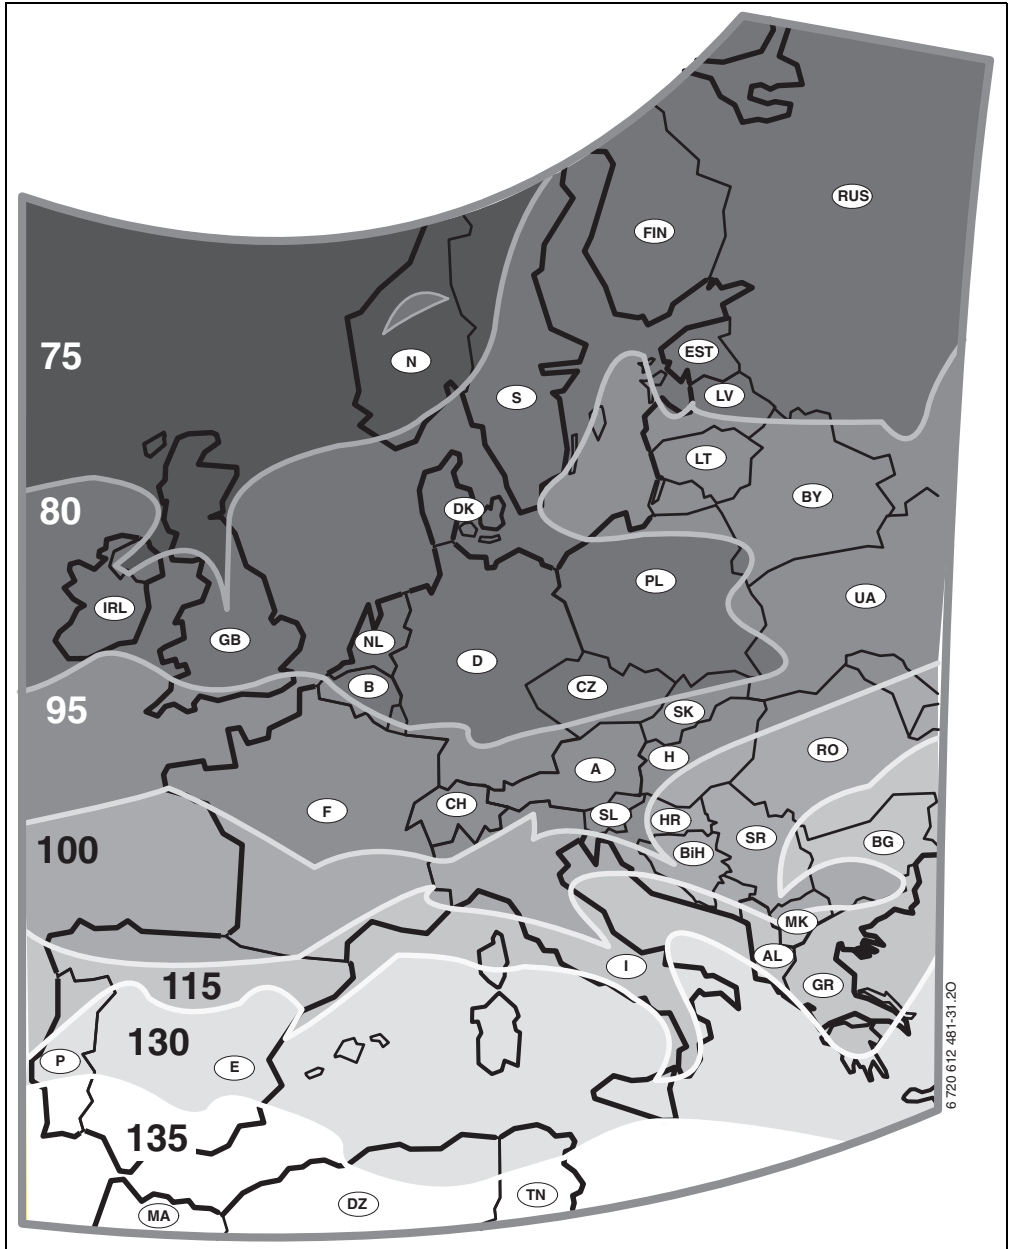 RUS
FIN
EST
75
N
LV
S
LT
BY
80
DK
PL
UA
IRL
GB
NL
D
B
CZ
95
SK
RO
H
A
CH
F
SL
HR
SR
BG
100
BiH
MK
AL
I
GR
115
130
P
E
135
TN
DZ
MA
6 720 612 481-31.2O